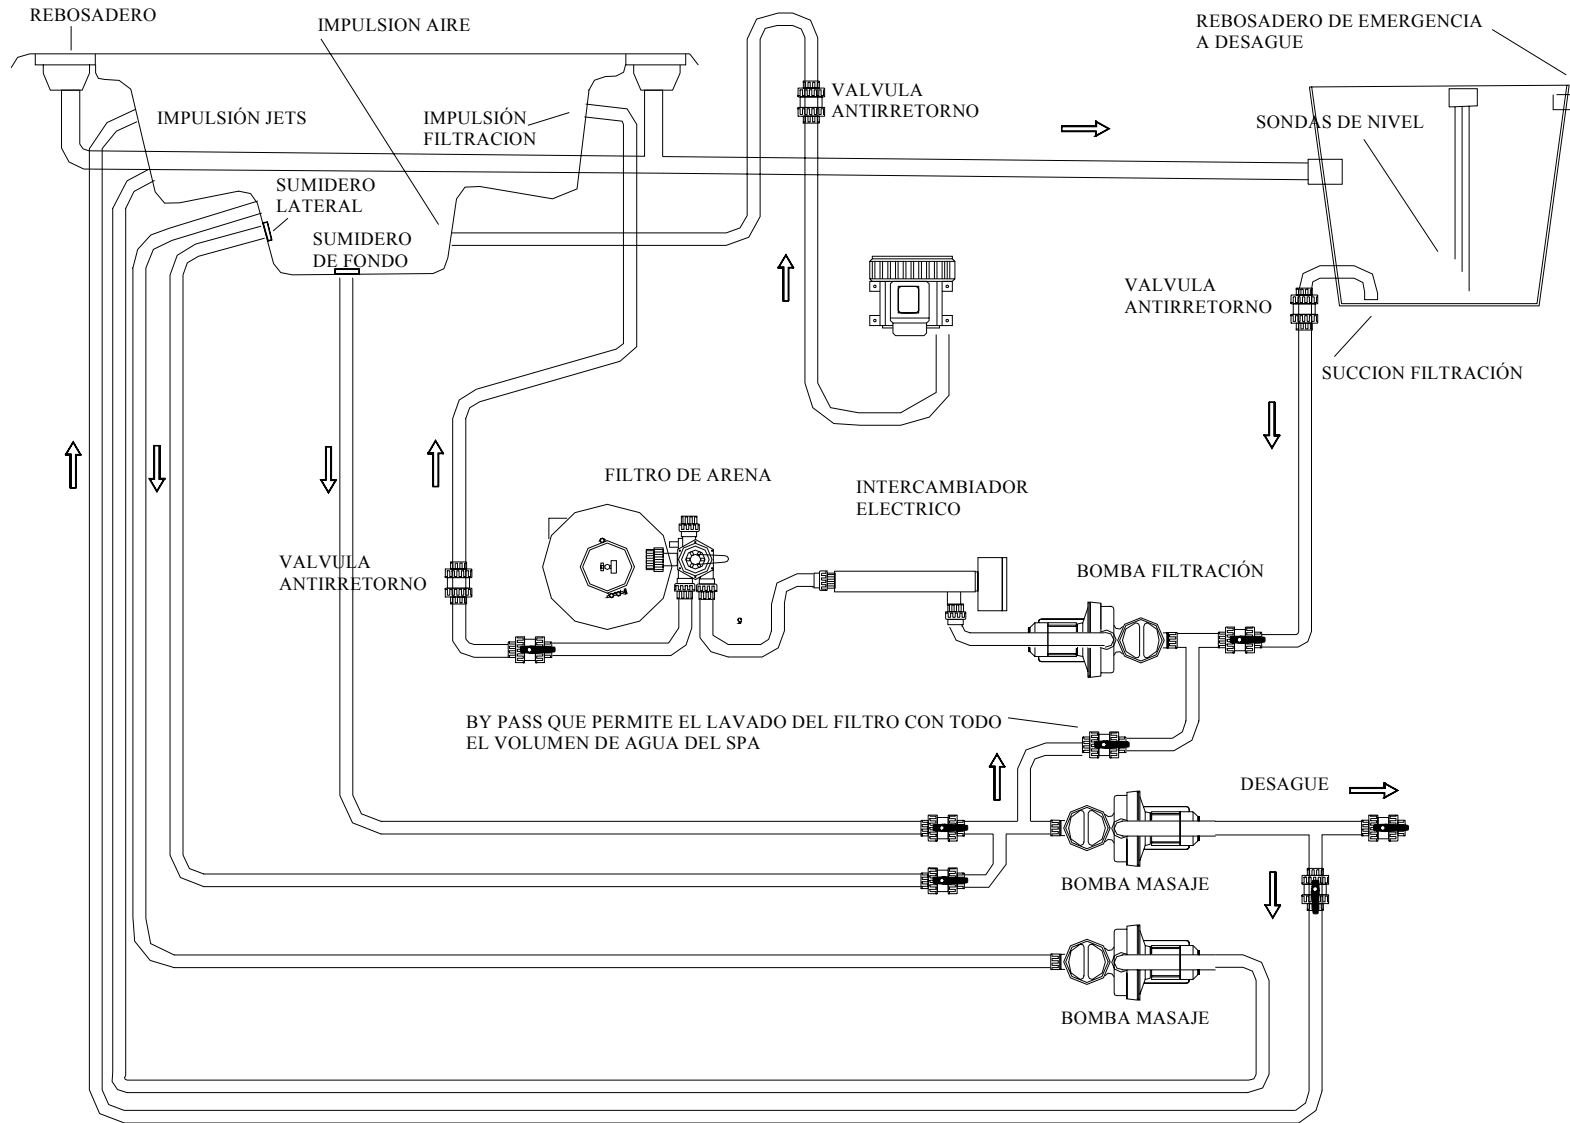 REBOSADERO
IMPULSION AIRE
REBOSADERO DE EMERGENCIA
A DESAGUE
VALVULA
ANTIRRETORNO
IMPULSIÓN JETS
IMPULSIÓN
FILTRACION
SONDAS DE NIVEL
SUMIDERO
LATERAL
SUMIDERO
DE FONDO
VALVULA
ANTIRRETORNO
SUCCION FILTRACIÓN
FILTRO DE ARENA
INTERCAMBIADOR
ELECTRICO
VALVULA
ANTIRRETORNO
BOMBA FILTRACIÓN
BY PASS QUE PERMITE EL LAVADO DEL FILTRO CON TODO
EL VOLUMEN DE AGUA DEL SPA
DESAGUE
BOMBA MASAJE
BOMBA MASAJE